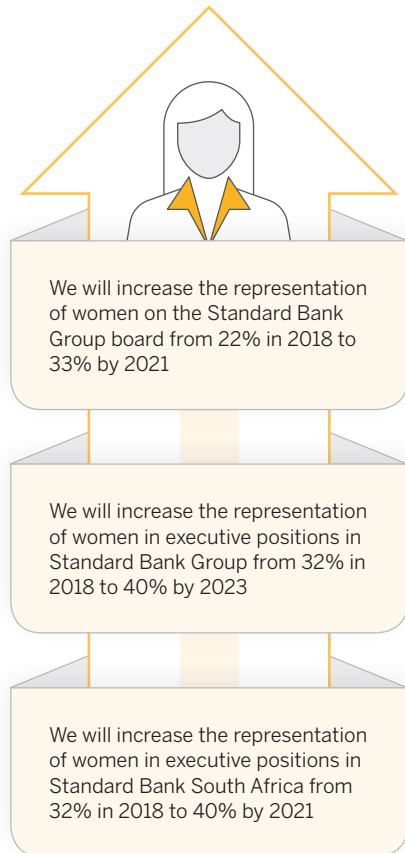 We will increase the representation
of women on the Standard Bank
Group board from 22% in 2018 to
33% by 2021
We will increase the representation
of women in executive positions in
Standard Bank Group from 32% in
2018 to 40% by 2023
We will increase the representation
of women in executive positions in
Standard Bank South Africa from
32% in 2018 to 40% by 2021